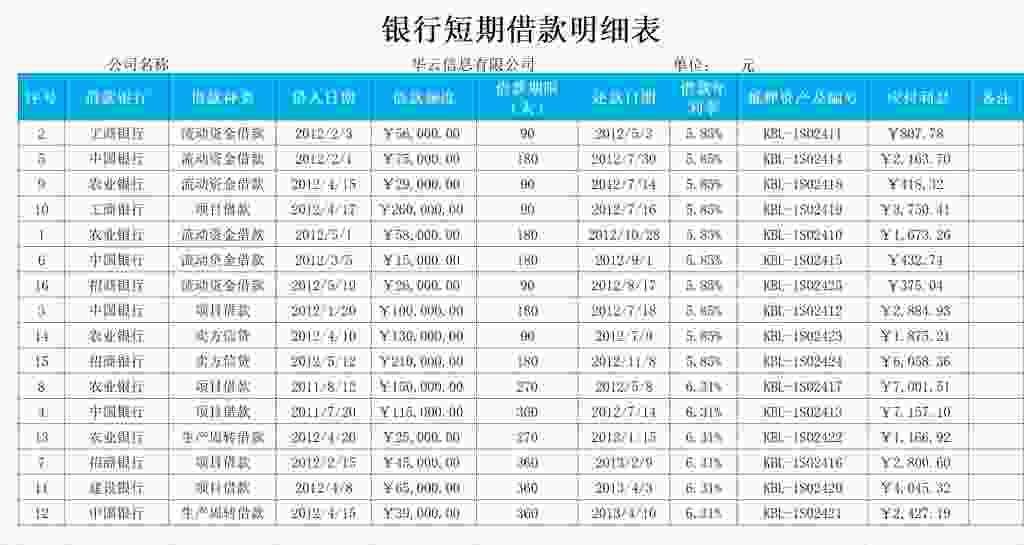 银行短期借款明细表
公司名称 华云信息有限公司 单位： 元
序号 借款银行 借款种类 借入日期 借款额度 借款期限（天） 还款日期 借款年利率 抵押资产及编号 应付利息 备注
2 工商银行 流动资金借款 2012/2/3 ￥56,000.00 90 2012/5/3 5.85% KBL-1S02411 ￥807.78
5 中国银行 流动资金借款 2012/2/1 ￥75,000.00 180 2012/7/30 5.85% KBL-1S02414 ￥2,163.70
9 农业银行 流动资金借款 2012/4/15 ￥29,000.00 90 2012/7/14 5.85% KBL-1S02418 ￥418.32
10 工商银行 项目借款 2012/4/17 ￥260,000.00 90 2012/7/16 5.85% KBL-1S02419 ￥3,750.41
1 农业银行 流动资金借款 2012/5/1 ￥58,000.00 180 2012/10/28 5.85% KBL-1S02410 ￥1,673.26
6 中国银行 流动资金借款 2012/3/5 ￥15,000.00 180 2012/9/1 5.85% KBL-1S02415 ￥432.74
16 招商银行 流动资金借款 2012/5/19 ￥26,000.00 90 2012/8/17 5.85% KBL-1S02425 ￥375.04
3 中国银行 项目借款 2012/1/20 ￥100,000.00 180 2012/7/18 5.85% KBL-1S02412 ￥2,884.93
14 农业银行 卖方信贷 2012/4/10 ￥130,000.00 90 2012/7/9 5.85% KBL-1S02423 ￥1,875.21
15 招商银行 卖方信贷 2012/5/12 ￥210,000.00 180 2012/11/8 5.85% KBL-1S02424 ￥6,058.36
8 农业银行 项目借款 2011/8/12 ￥150,000.00 270 2012/5/8 6.31% KBL-1S02417 ￥7,001.51
4 中国银行 项目借款 2011/7/20 ￥115,000.00 360 2012/7/14 6.31% KBL-1S02413 ￥7,157.10
13 农业银行 生产周转借款 2012/4/20 ￥25,000.00 270 2013/1/15 6.31% KBL-1S02422 ￥1,166.92
7 招商银行 项目借款 2012/2/15 ￥45,000.00 360 2013/2/9 6.31% KBL-1S02416 ￥2,800.60
11 建设银行 项目借款 2012/4/8 ￥65,000.00 360 2013/4/3 6.31% KBL-1S02420 ￥4,045.32
12 中国银行 生产周转借款 2012/4/15 ￥39,000.00 360 2013/4/10 6.31% KBL-1S02421 ￥2,427.19